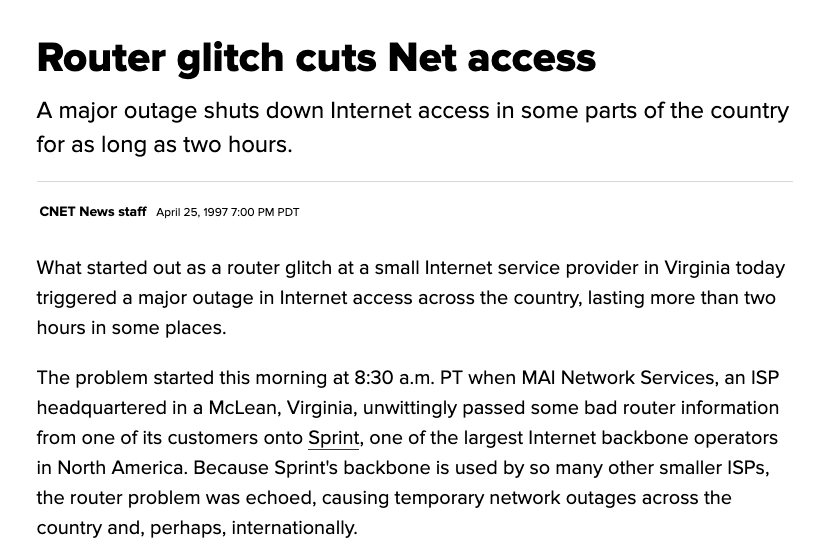 Router glitch cuts Net access
A major outage shuts down Internet access in some parts of the country
for as long as two hours.
CNET News staff April 25, 1997 7:00 PM PDT
What started out as a router glitch at a small Internet service provider in Virginia today
triggered a major outage in Internet access across the country, lasting more than two
hours in some places.
The problem started this morning at 8:30 a.m. PT when MAI Network Services, an ISP
headquartered in a McLean, Virginia, unwittingly passed some bad router information
from one of its customers onto Sprint, one of the largest Internet backbone operators
in North America. Because Sprint's backbone is used by so many other smaller ISPs,
the router problem was echoed, causing temporary network outages across the
country and, perhaps, internationally.